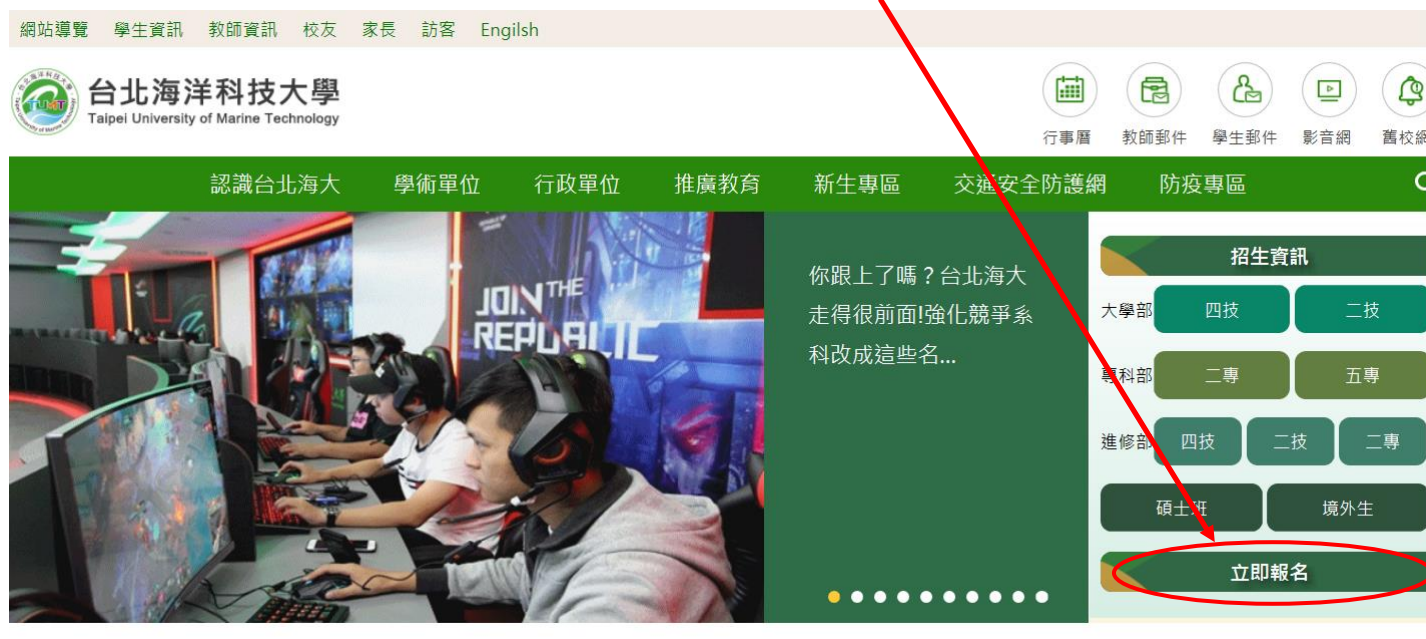 網站導覽 學生資訊 教師資訊 校友 家長 訪客 Engilsh
台北海洋科技大學
Taipei University of Marine Technology
TUMT
行事曆 教師郵件 學生郵件 影音網 舊校網
認識台北海大 學術單位 行政單位 推廣教育 新生專區 交通安全防護網 防疫專區
JOIN THE
REPUBLIC
你跟上了嗎？台北海大
走得很前面!強化競爭系
科改成這些名...
招生資訊
大學部 四技 二技
專科部 二專 五專
進修部 四技 二技 二專
碩士班 境外生
立即報名